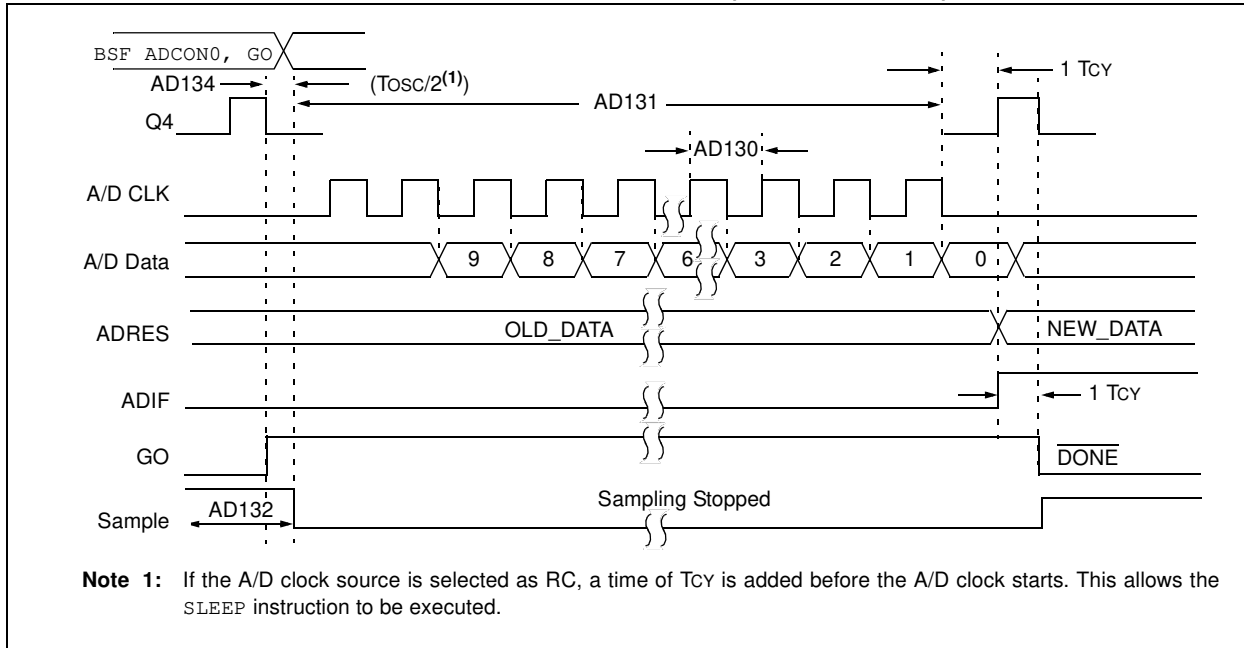 BSF ADCON0, GO
AD134 (TOSC/2(1))
1 TCY
AD131
Q4
AD130
A/D CLK
A/D Data 9 8 7 6 3 2 1 0
ADRES OLD_DATA NEW_DATA
ADIF 1 TCY
GO DONE
Sampling Stopped
AD132
Sample
Note 1: If the A/D clock source is selected as RC, a time of TCY is added before the A/D clock starts. This allows the
SLEEP instruction to be executed.